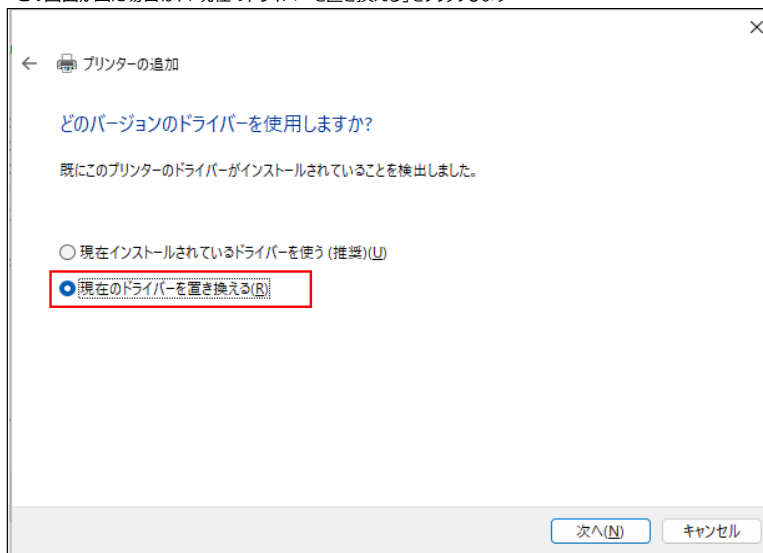 プリンターの追加
どのバージョンのドライバーを使用しますか?
既にこのプリンターのドライバーがインストールされていることを検出しました。
現在インストールされているドライバーを使う (推奨)(U)
現在のドライバーを置き換える(R)
次へ(N) キャンセル